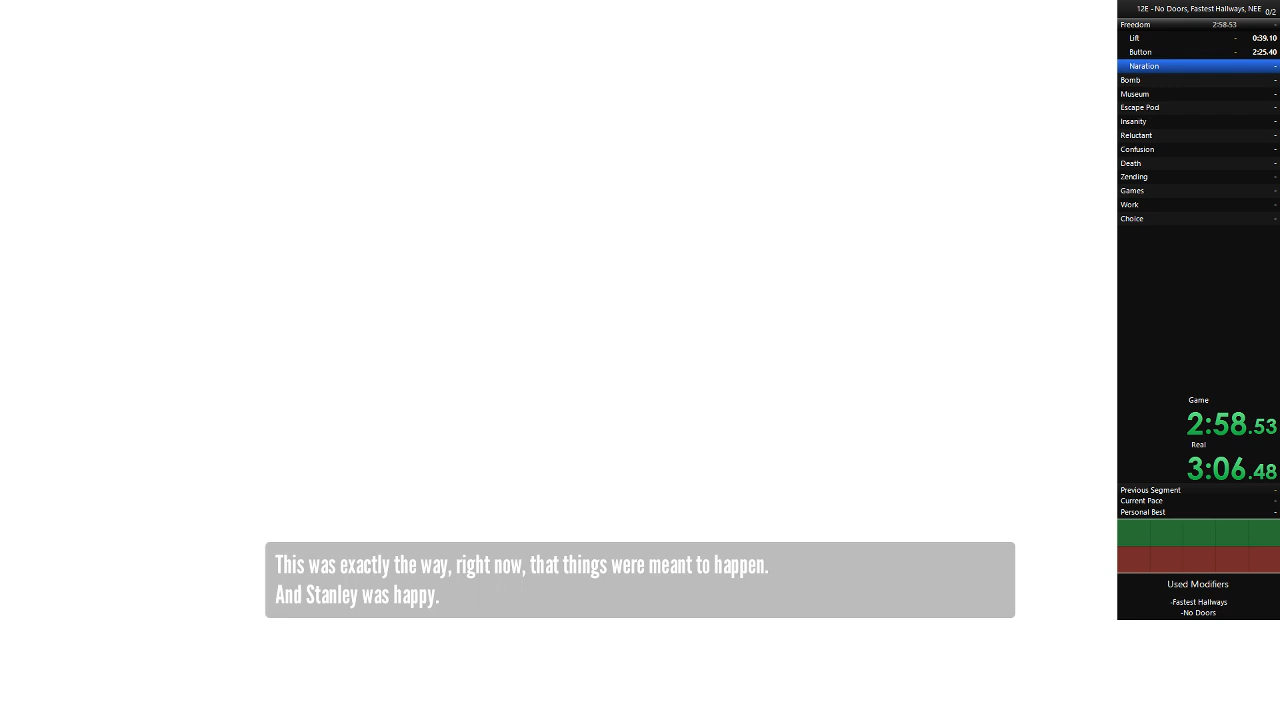 12E - No Doors, Fastest Hallways, NEE 0/2
Freedom 2:58.53 -
Lift - 0:39.10
Button - 2:25.40
Naration -
Bomb -
Museum -
Escape Pod -
Insanity -
Reluctant -
Confusion -
Death -
Zending -
Games -
Work -
Choice -
Game
2:58.53
Real
3:06.48
Previous Segment -
Current Pace -
Personal Best -
This was exactly the way, right now, that things were meant to happen.
And Stanley was happy.
Used Modifiers
-Fastest Hallways
-No Doors